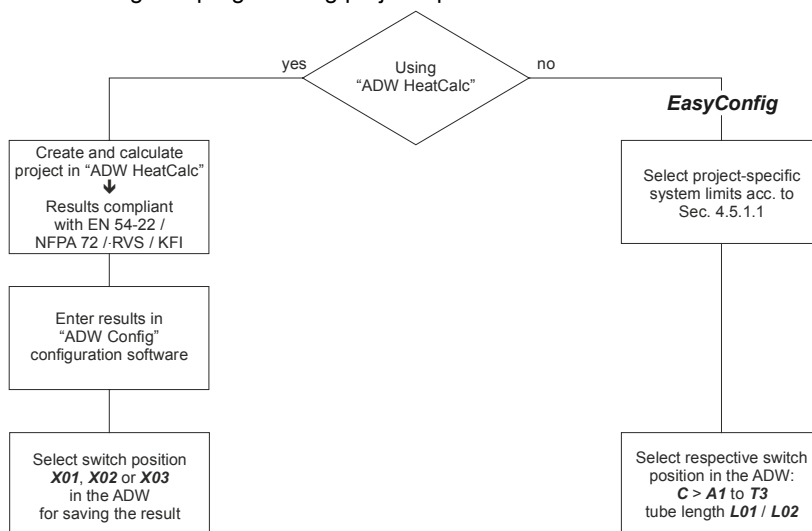 yes
Using
“ADW HeatCalc”
no
EasyConfig
Create and calculate
project in “ADW HeatCalc”
Results compliant
with EN 54-22 /
NFPA 72 / RVS / KFI
Select project-specific
system limits acc. to
Sec. 4.5.1.1
Enter results in
“ADW Config”
configuration software
Select switch position
X01, X02 or X03
in the ADW
for saving the result
Select respective switch
position in the ADW:
C > A1 to T3
tube length L01 / L02